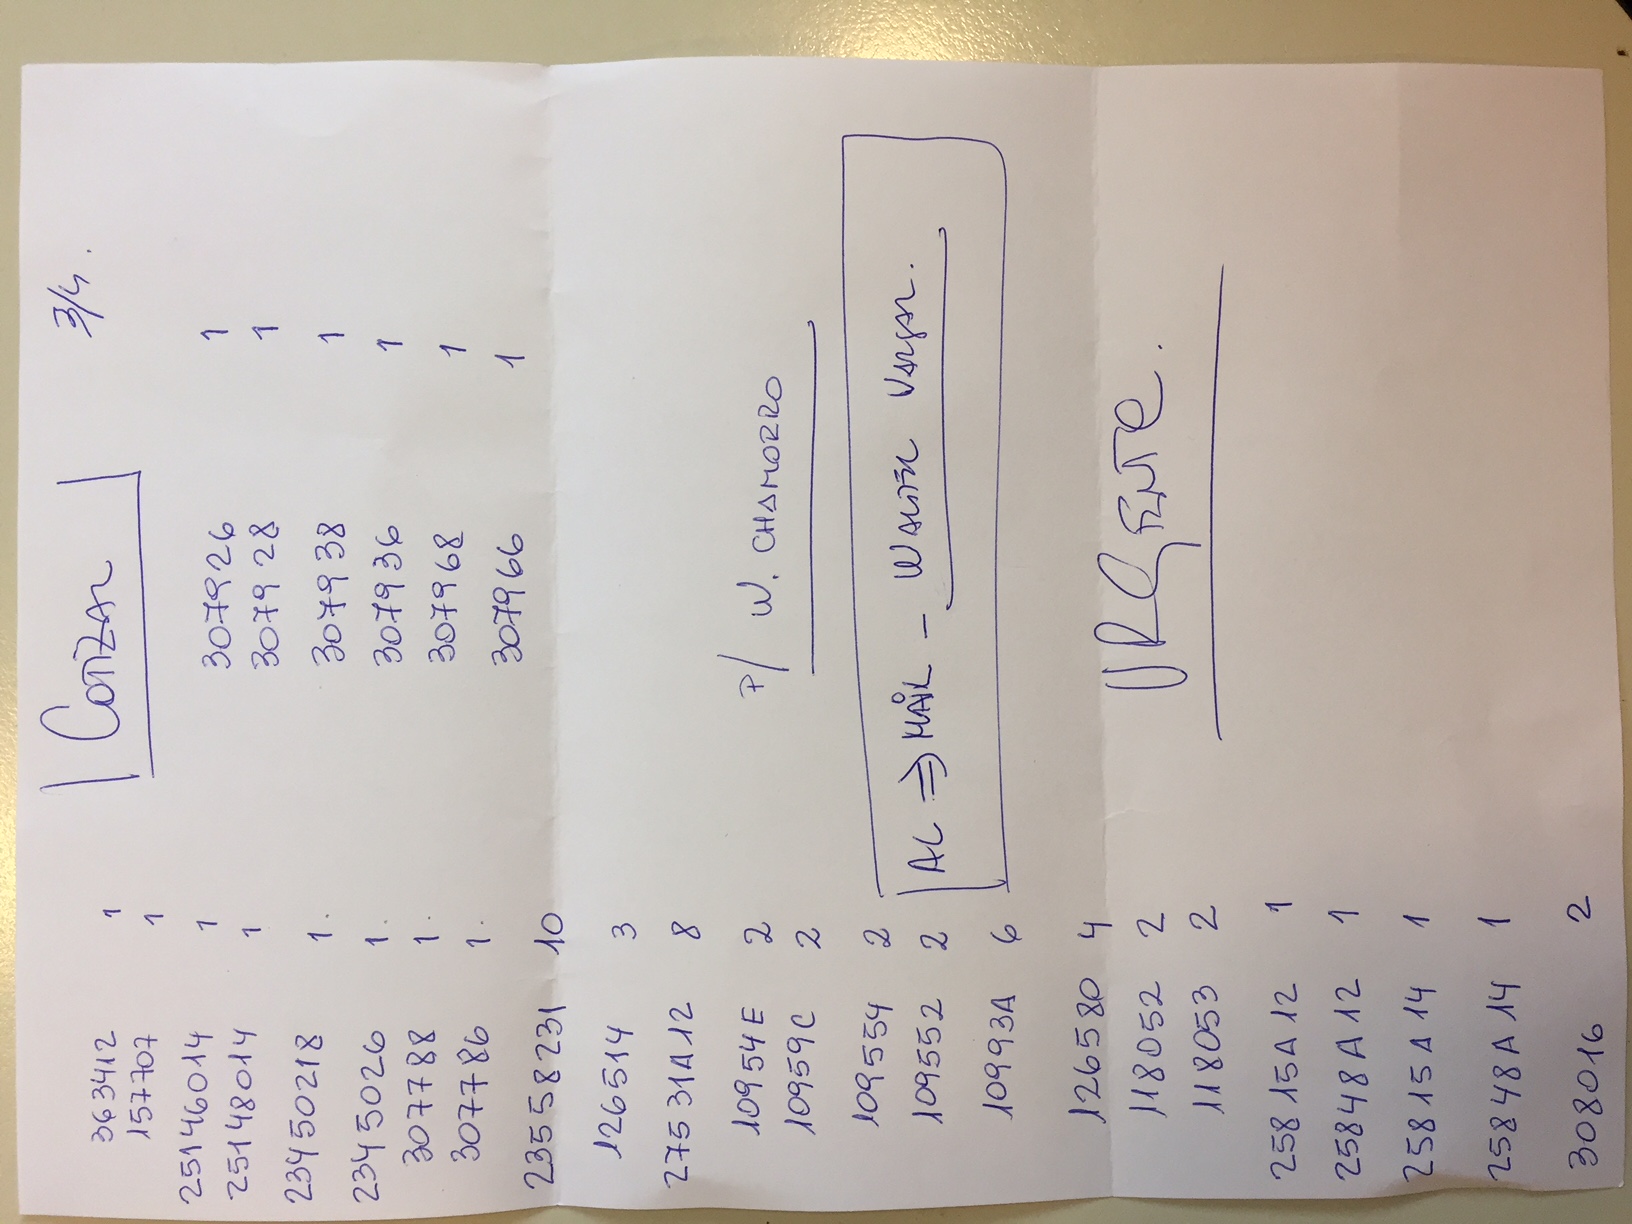 COTIZAR
3/4.
363412 1
157707 1
25146014 1
25148014 1
23450218 1.
2345026 1.
307788 1.
307786 1.
23558231 10
126514 3
27531A12 8
10954E 2
10959C 2
109554 2
109552 2
10993A 6
126580 4
118052 2
118053 2
25815A12 1
25848A12 1
25815A14 1
25848A14 1
308016 2
307926 1
307928 1
307938 1
307936 1
307968 1
307966 1
P/ W. CHAMORRO
AL ⇒ MAIL - WALTER VARGAS.
URGENTE.